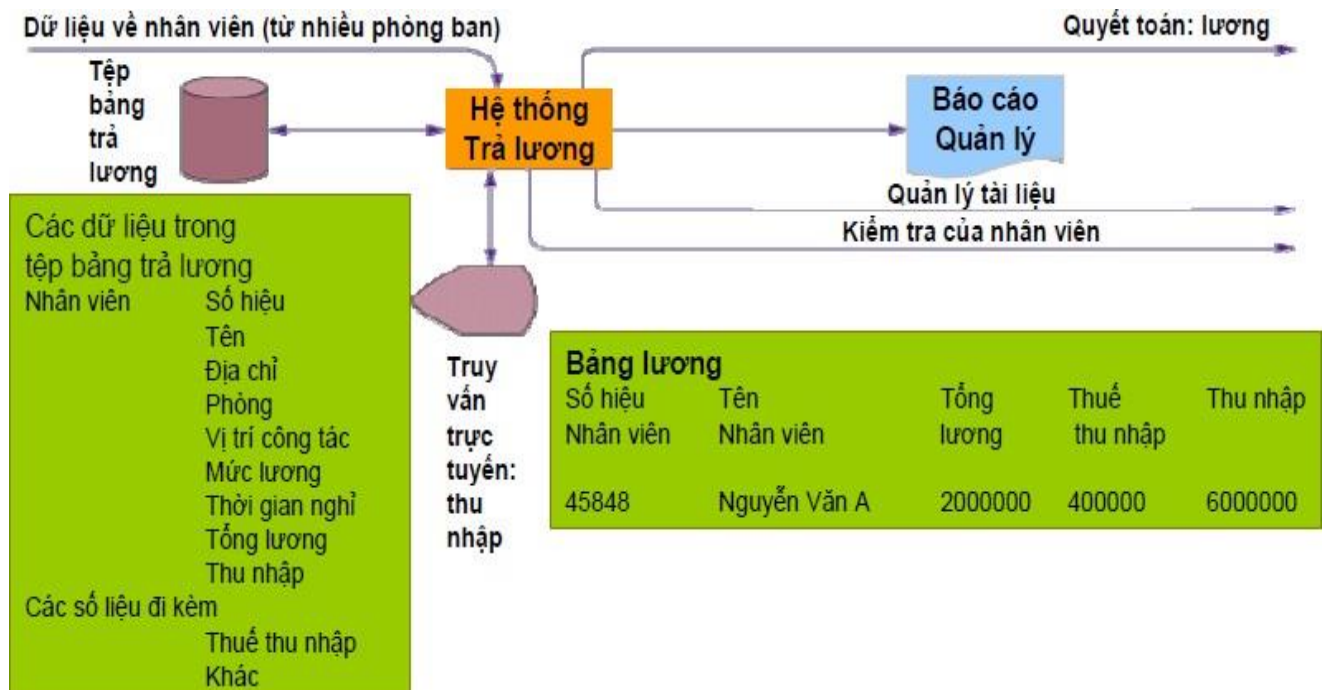 Dữ liệu về nhân viên (từ nhiều phòng ban)
Quyết toán: lương
Tệp
bảng
trả
lương
Hệ thống
Trả lương
Báo cáo
Quản lý
Quản lý tài liệu
Kiểm tra của nhân viên
Các dữ liệu trong
tệp bảng trả lương
Nhân viên Số hiệu
Tên
Địa chỉ
Phòng
Vị trí công tác
Mức lương
Thời gian nghỉ
Tổng lương
Thu nhập
Các số liệu đi kèm
Thuế thu nhập
Khác
Truy
vấn
trực
tuyến:
thu
nhập
Bảng lương
Số hiệu Tên Tổng Thuế Thu nhập
Nhân viên Nhân viên lương thu nhập
45848 Nguyễn Văn A 2000000 400000 6000000